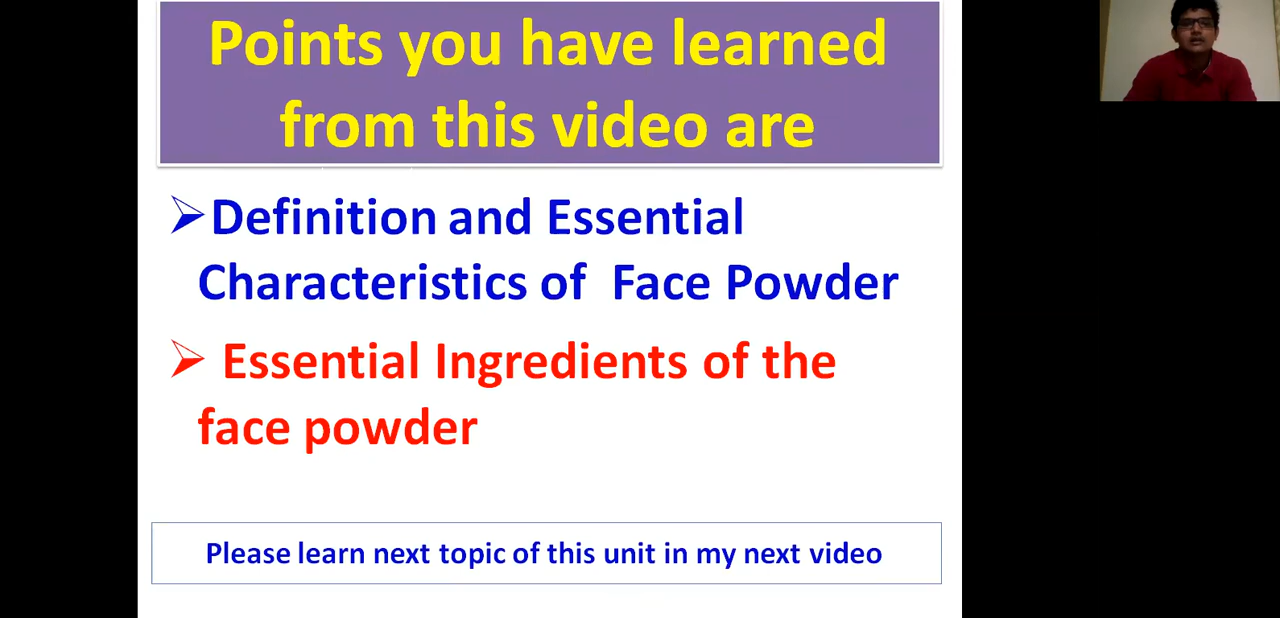 Points you have learned
from this video are
➢Definition and Essential
Characteristics of Face Powder
➢ Essential Ingredients of the
face powder
Please learn next topic of this unit in my next video